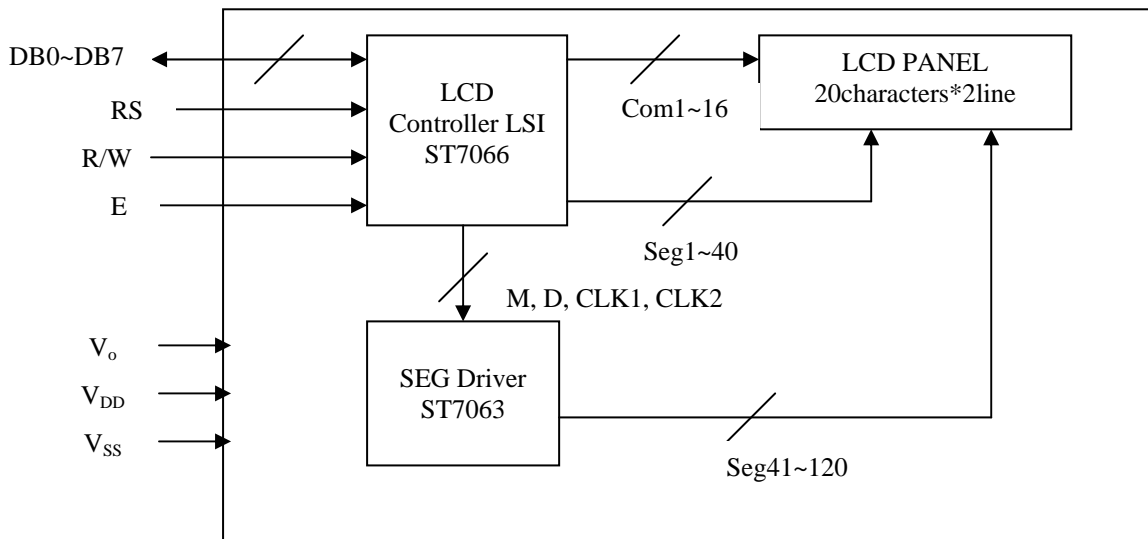 DB0~DB7
RS
R/W
E
LCD
Controller LSI
ST7066
Com1~16
LCD PANEL
20characters*2line
Seg1~40
M, D, CLK1, CLK2
Vo
VDD
VSS
SEG Driver
ST7063
Seg41~120